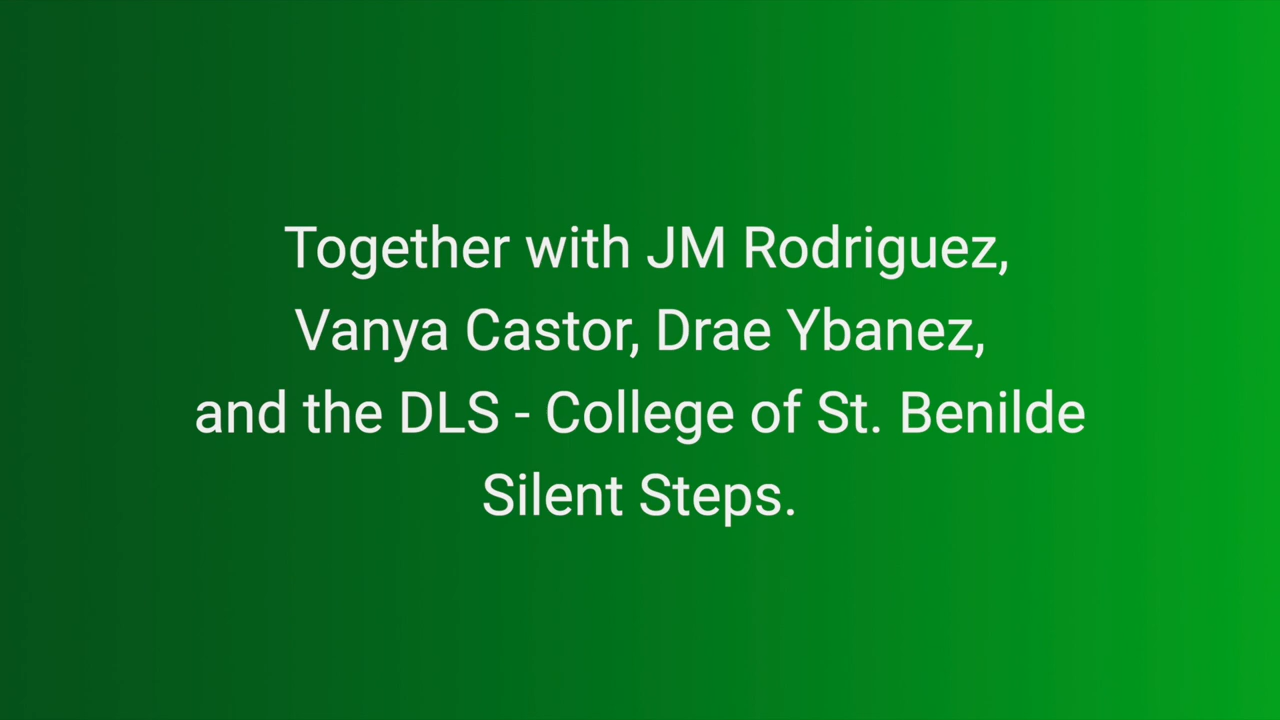 Together with JM Rodriguez,
Vanya Castor, Drae Ybanez,
and the DLS - College of St. Benilde
Silent Steps.